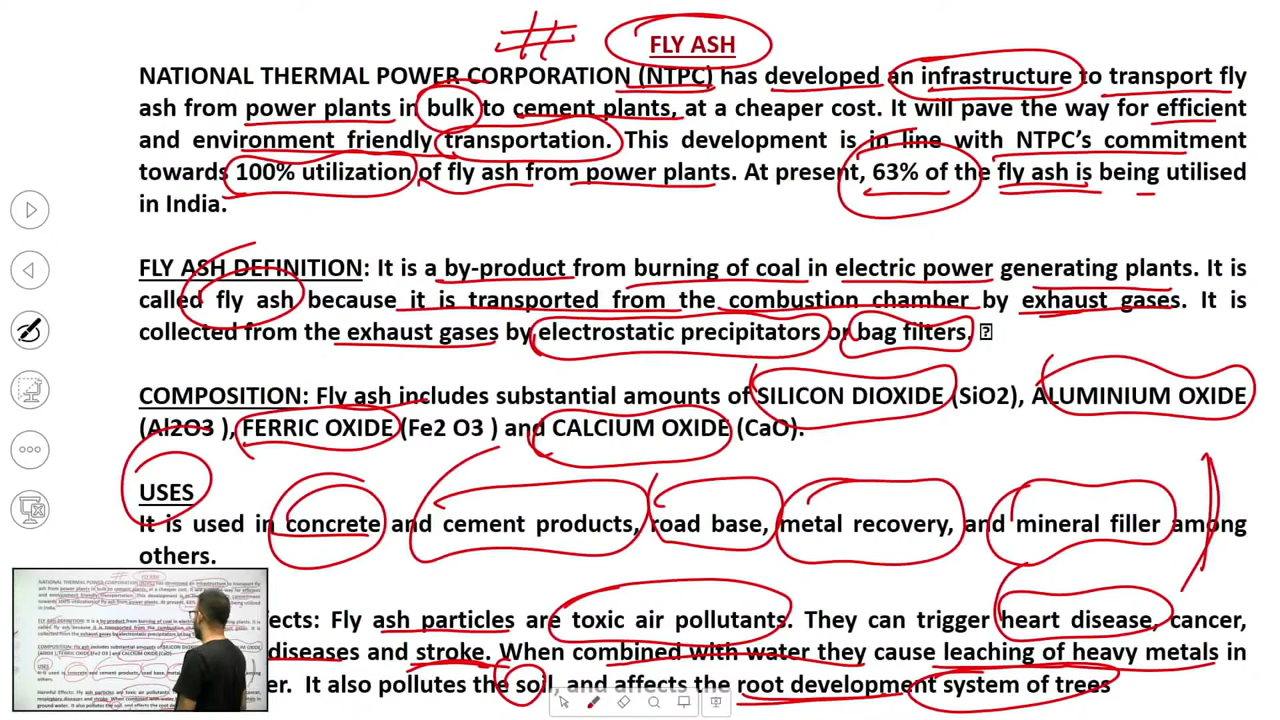 FLY ASH
NATIONAL THERMAL POWER CORPORATION (NTPC) has developed an infrastructure to transport fly
ash from power plants in bulk to cement plants, at a cheaper cost. It will pave the way for efficient
and environment friendly transportation. This development is in line with NTPC's commitment
towards 100% utilization of fly ash from power plants. At present, 63% of the fly ash is being utilised
in India.
FLY ASH DEFINITION: It is a by-product from burning of coal in electric power generating plants. It is
called fly ash because it is transported from the combustion chamber by exhaust gases. It is
collected from the exhaust gases by electrostatic precipitators or bag filters.
COMPOSITION: Fly ash includes substantial amounts of SILICON DIOXIDE (SiO2), ALUMINIUM OXIDE
(Al2O3 ), FERRIC OXIDE (Fe2 O3 ) and CALCIUM OXIDE (CaO).
USES
It is used in concrete and cement products, road base, metal recovery, and mineral filler among
others.
ects: Fly ash particles are toxic air pollutants. They can trigger heart disease, cancer,
diseases and stroke. When combined with water they cause leaching of heavy metals in
er. It also pollutes the soil, and affects the root development system of trees